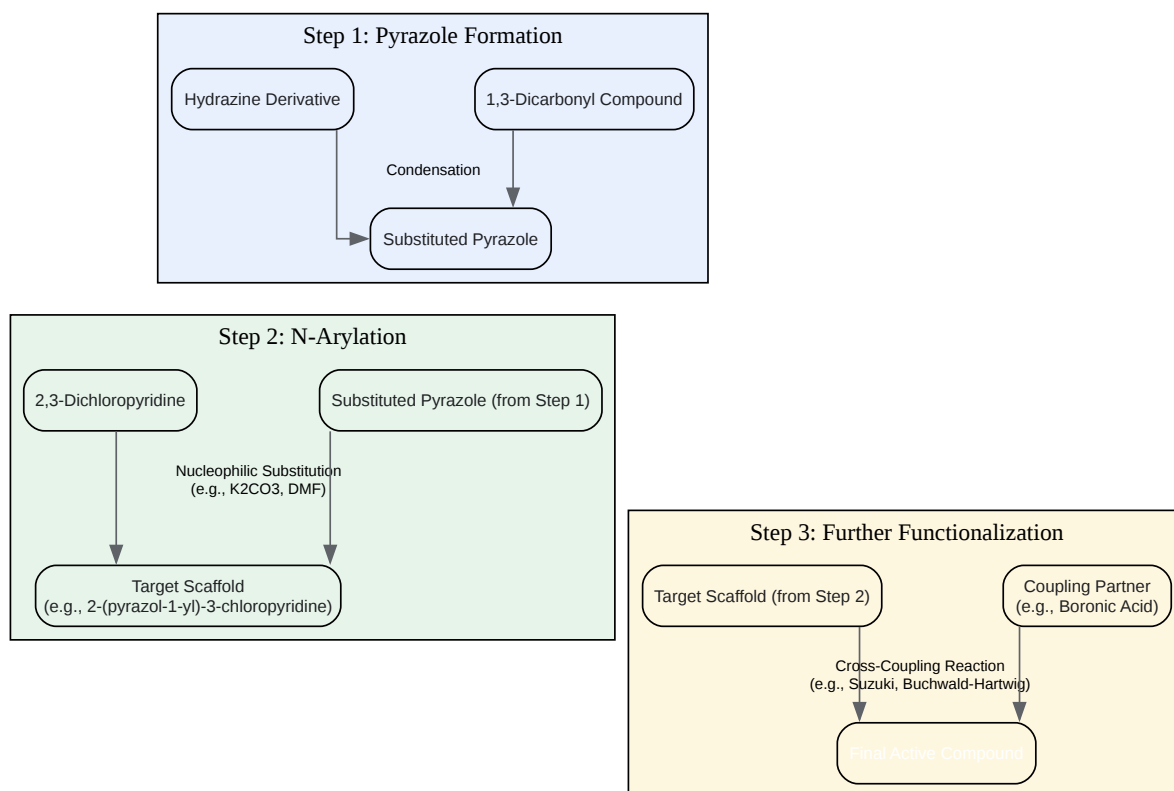 Step 1: Pyrazole Formation
Hydrazine Derivative
1,3-Dicarbonyl Compound
Condensation
Substituted Pyrazole
Step 2: N-Arylation
2,3-Dichloropyridine
Substituted Pyrazole (from Step 1)
Nucleophilic Substitution
(e.g., K2CO3, DMF)
Target Scaffold
(e.g., 2-(pyrazol-1-yl)-3-chloropyridine)
Step 3: Further Functionalization
Target Scaffold (from Step 2)
Coupling Partner
(e.g., Boronic Acid)
Cross-Coupling Reaction
(e.g., Suzuki, Buchwald-Hartwig)
Final Active Compound